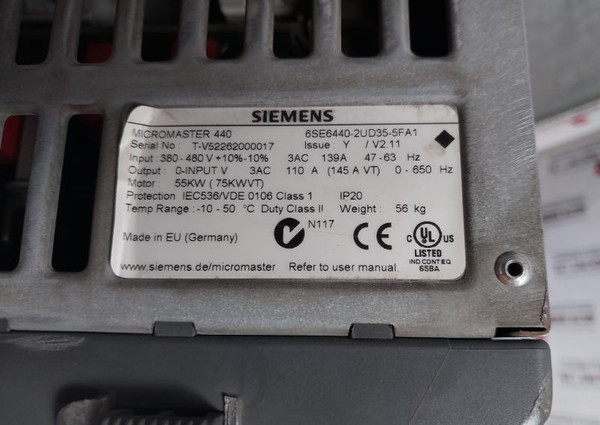 SIEMENS
MICROMASTER 440 6SE6440-2UD35-5FA1
Serial No : T-V52262000017 Issue Y / V2.11
Input : 380-480 V +10%-10% 3AC 139A 47-63 Hz
Output : 0-INPUT V 3AC 110 A (145 A VT) 0-650 Hz
Motor : 55KW ( 75KWVT)
Protection IEC536/VDE 0106 Class 1 IP20
Temp Range :-10 - 50 °C Duty Class II Weight : 56 kg
N117
Made in EU (Germany) CE C UL US
LISTED
IND CONT EQ
65BA
www.siemens.de/micromaster Refer to user manual